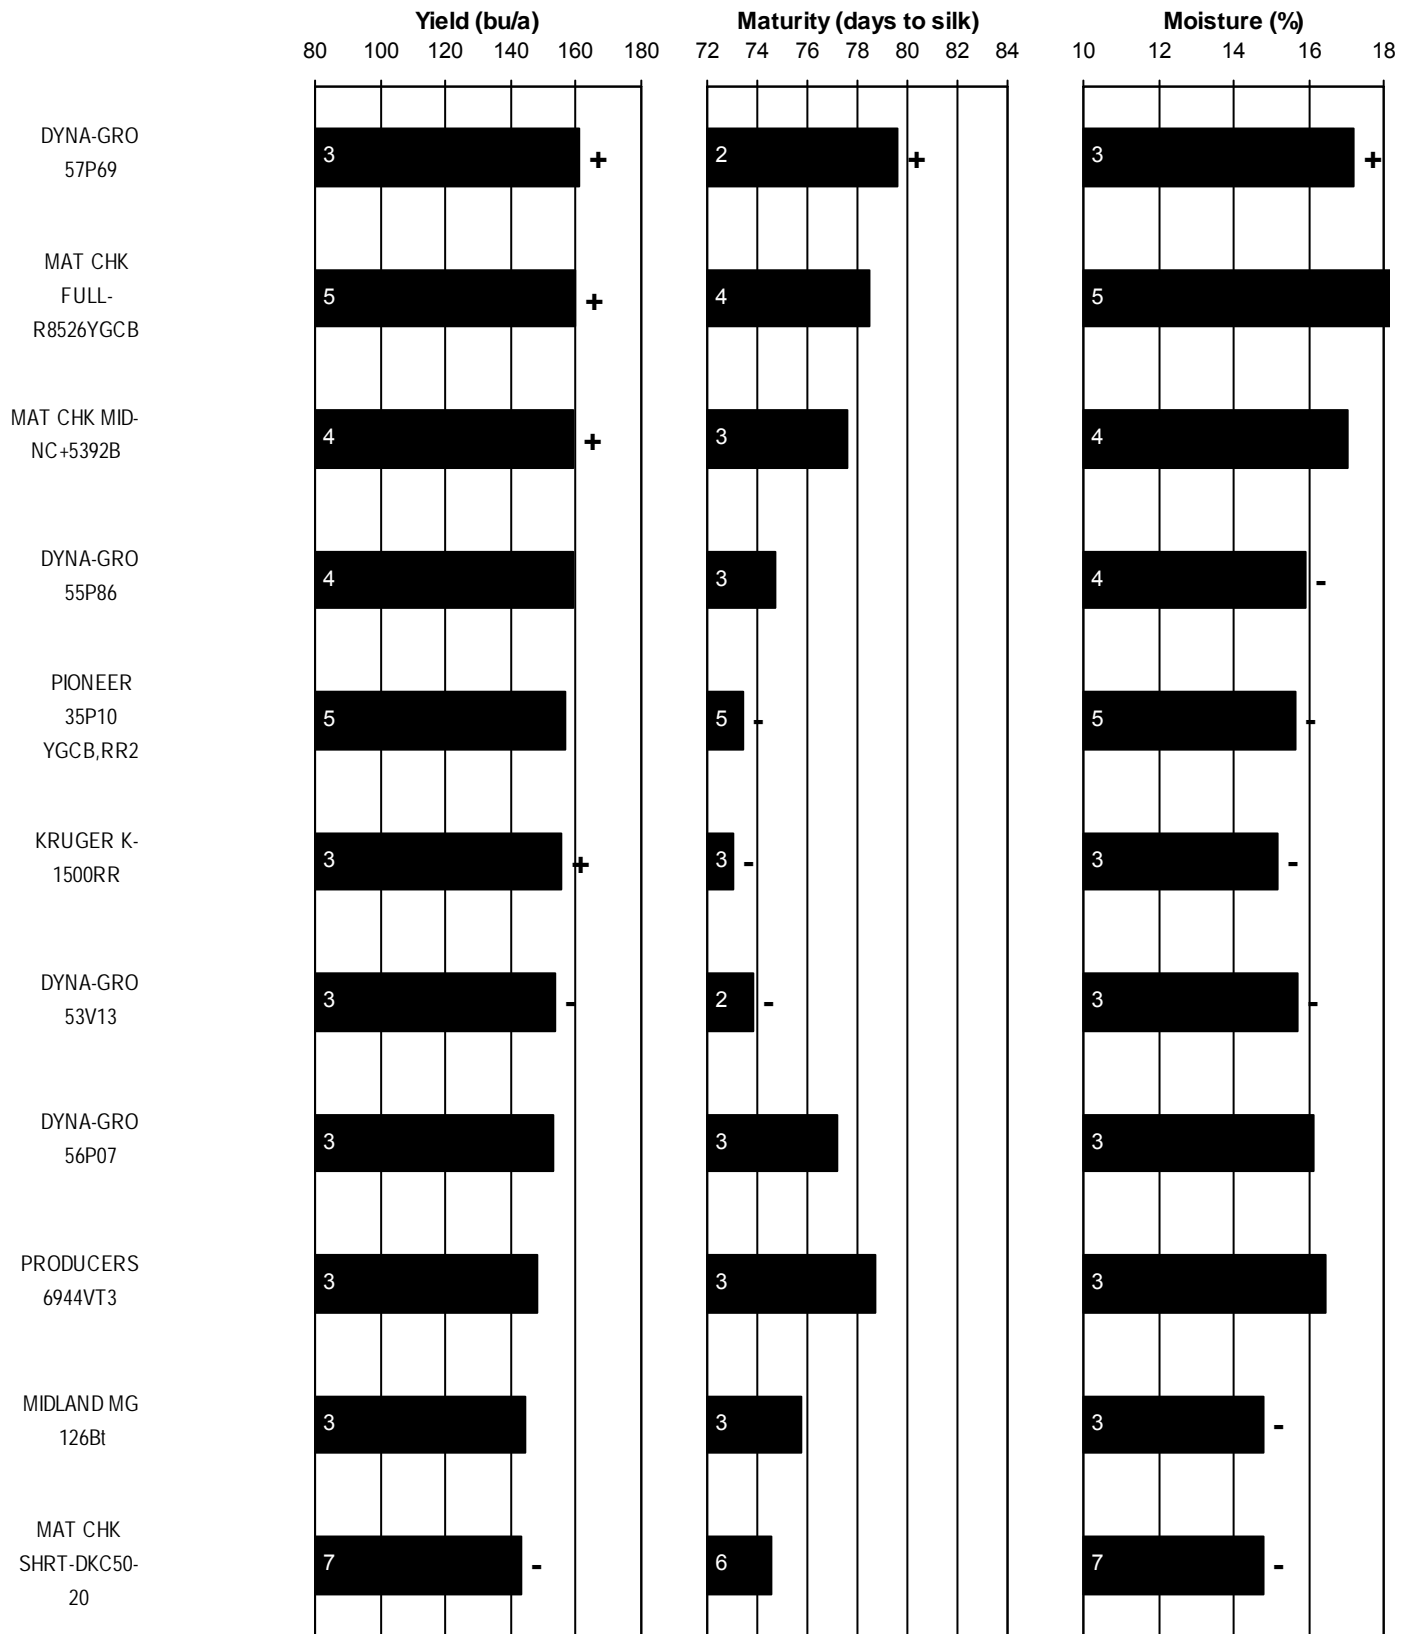 Yield (bu/a) Maturity (days to silk) Moisture (%)
80 100 120 140 160 180 72 74 76 78 80 82 84 10 12 14 16 18
DYNA-GRO
57P69
3 + 2 + 3 +
MAT CHK
FULL-
R8526YGCB
5 + 4 5
MAT CHK MID-
NC+5392B
4 + 3 4
DYNA-GRO
55P86
4 3 4 -
PIONEER
35P10
YGCB,RR2
5 5 - 5 -
KRUGER K-
1500RR
3 + 3 - 3 -
DYNA-GRO
53V13
3 - 2 - 3 -
DYNA-GRO
56P07
3 3 3
PRODUCERS
6944VT3
3 3 3
MIDLAND MG
126Bt
3 3 3 -
MAT CHK
SHRT-DKC50-
20
7 - 6 7 -